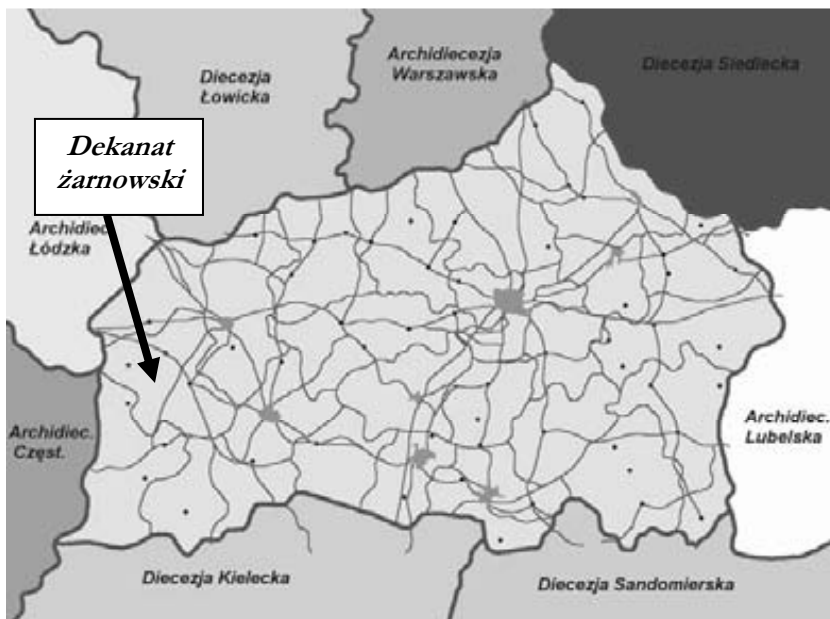 Diecezja
Łowicka
Archidiecezja
Warszawska
Diecezja Siedlecka
Dekanat
żarnowski
Archidiec.
Łódzka
Archidiec.
Częst.
Archidiec.
Lubelska
Diecezja Kielecka
Diecezja Sandomierska